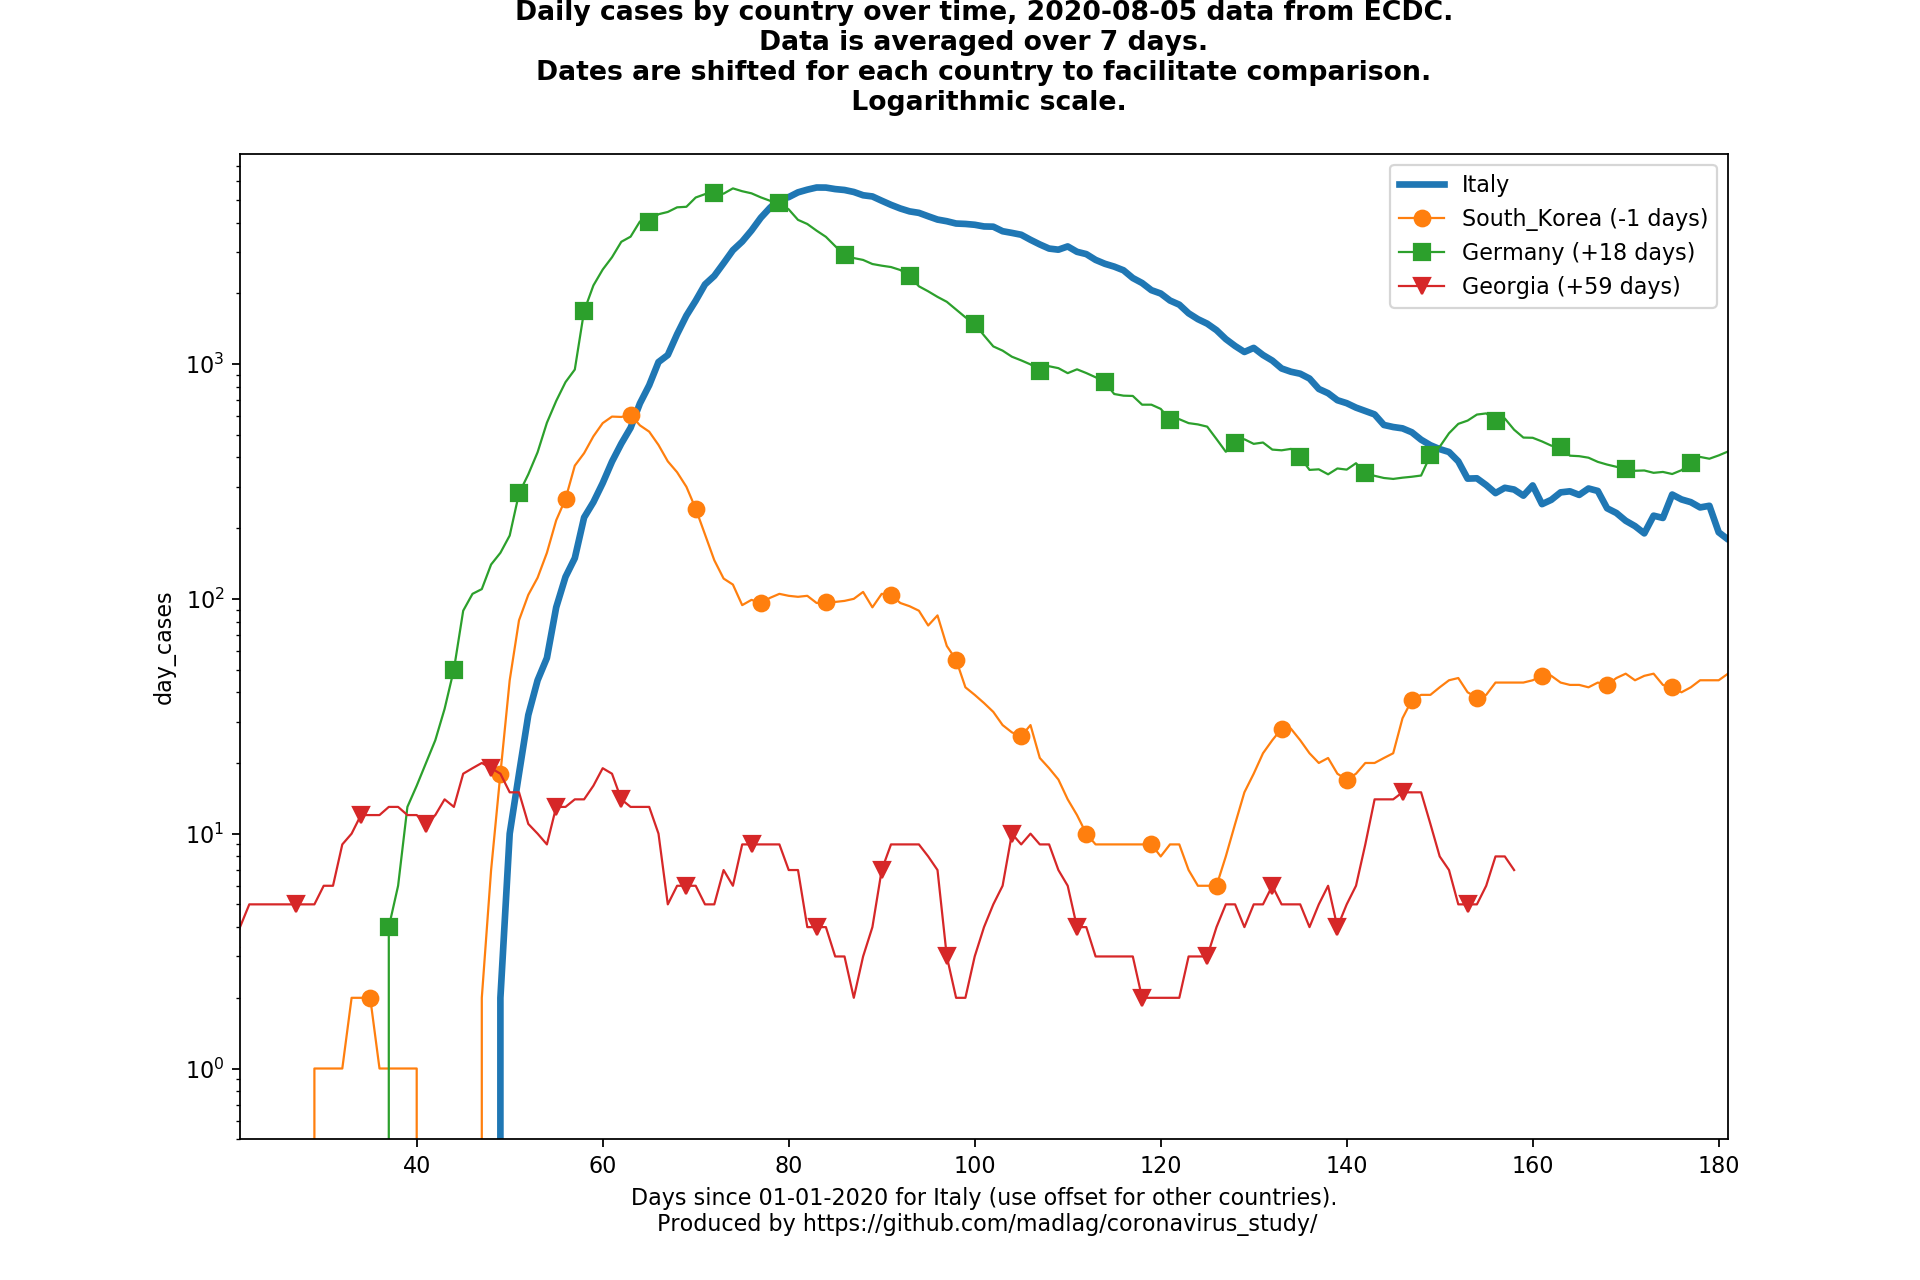 Daily cases by country over time, 2020-08-05 data from ECDC.
Data is averaged over 7 days.
Dates are shifted for each country to facilitate comparison.
Logarithmic scale.
Italy
South_Korea (-1 days)
Germany (+18 days)
Georgia (+59 days)
10³
10²
10¹
10⁰
day_cases
40 60 80 100 120 140 160 180
Days since 01-01-2020 for Italy (use offset for other countries).
Produced by https://github.com/madlag/coronavirus_study/